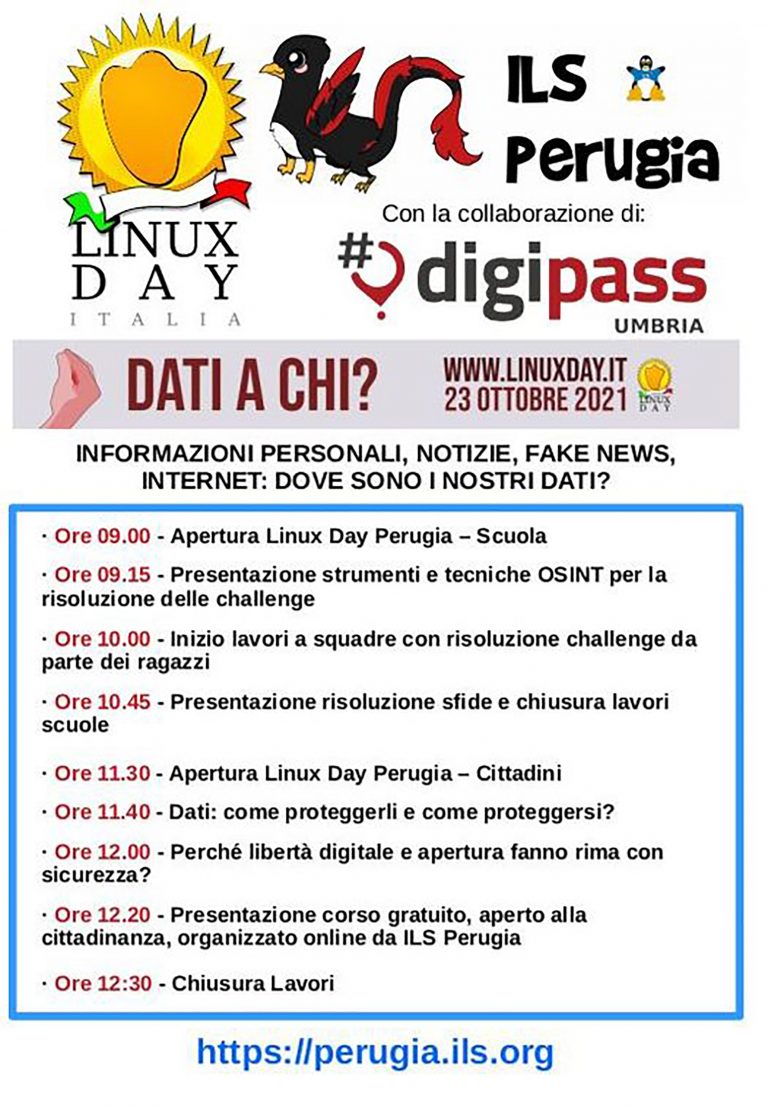 ILS
Perugia
Con la collaborazione di:
LINUX
DAY
ITALIA
#digipass
UMBRIA
DATI A CHI?
WWW.LINUXDAY.IT
23 OTTOBRE 2021
LINUX
DAY
INFORMAZIONI PERSONALI, NOTIZIE, FAKE NEWS,
INTERNET: DOVE SONO I NOSTRI DATI?
· Ore 09.00 - Apertura Linux Day Perugia – Scuola
· Ore 09.15 - Presentazione strumenti e tecniche OSINT per la
risoluzione delle challenge
· Ore 10.00 - Inizio lavori a squadre con risoluzione challenge da
parte dei ragazzi
· Ore 10.45 - Presentazione risoluzione sfide e chiusura lavori
scuole
· Ore 11.30 - Apertura Linux Day Perugia – Cittadini
· Ore 11.40 - Dati: come proteggerli e come proteggersi?
· Ore 12.00 - Perché libertà digitale e apertura fanno rima con
sicurezza?
· Ore 12.20 - Presentazione corso gratuito, aperto alla
cittadinanza, organizzato online da ILS Perugia
· Ore 12:30 - Chiusura Lavori
https://perugia.ils.org